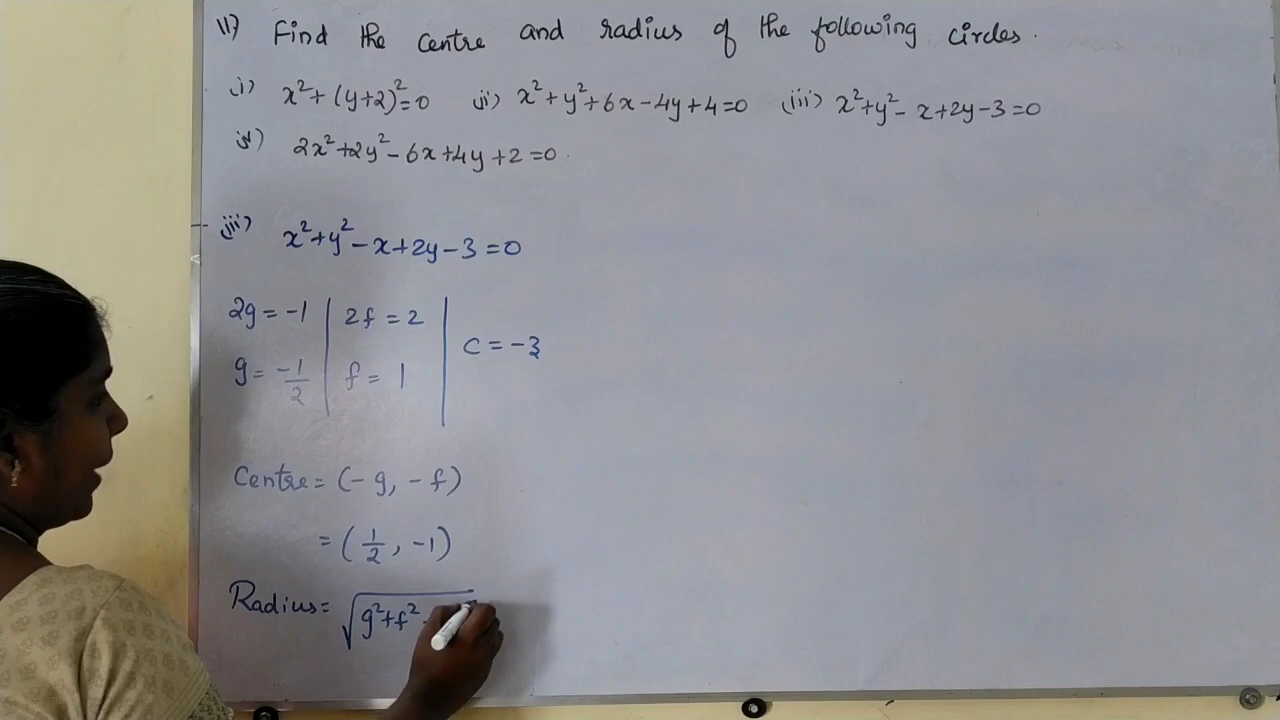 11) Find the centre and radius of the following circles.
i) x²+(y+2)²=0 ii) x²+y²+6x-4y+4=0 (iii) x²+y²-x+2y-3=0
iv) 2x²+2y²-6x+4y+2=0.
iii) x²+y²-x+2y-3=0
2g=-1 | 2f=2 | c=-3
g=-1/2 | f=1
Centre=(-g,-f)
=(1/2,-1)
Radius=√g²+f²-